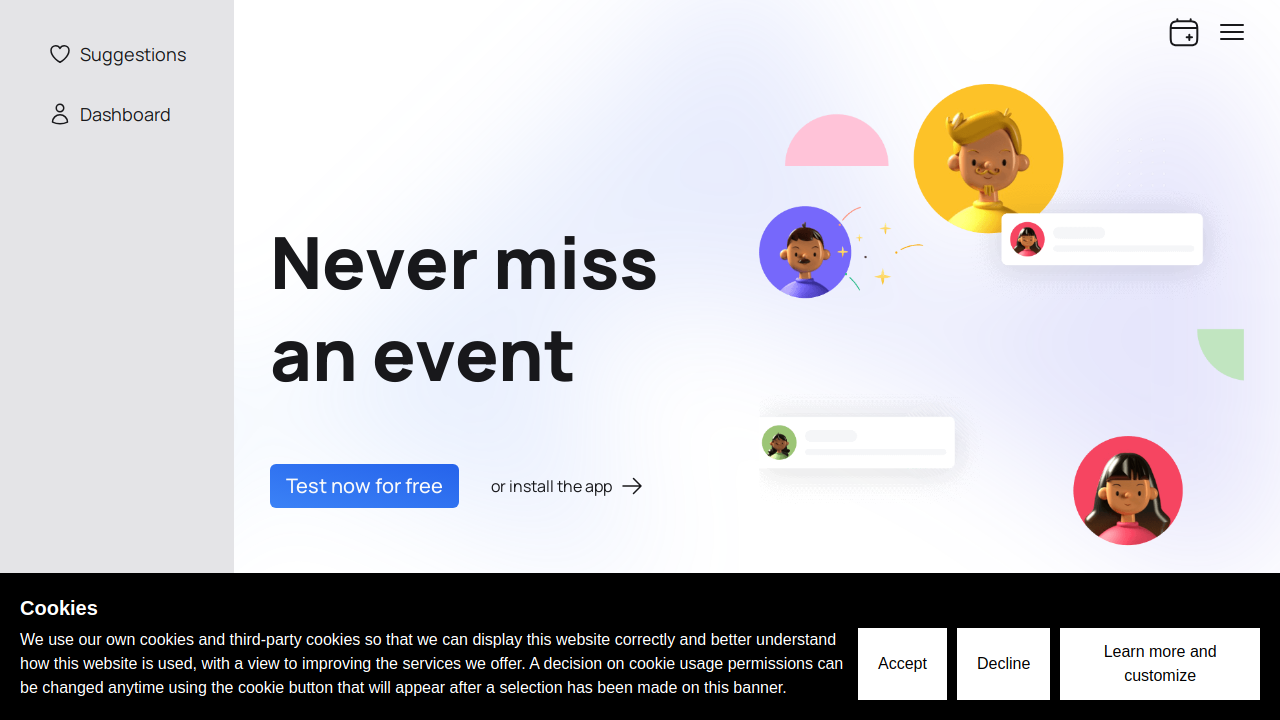 Suggestions
Dashboard
Never miss
an event
Test now for free
or install the app
Cookies
We use our own cookies and third-party cookies so that we can display this website correctly and better understand
how this website is used, with a view to improving the services we offer. A decision on cookie usage permissions can
be changed anytime using the cookie button that will appear after a selection has been made on this banner.
Accept
Decline
Learn more and
customize